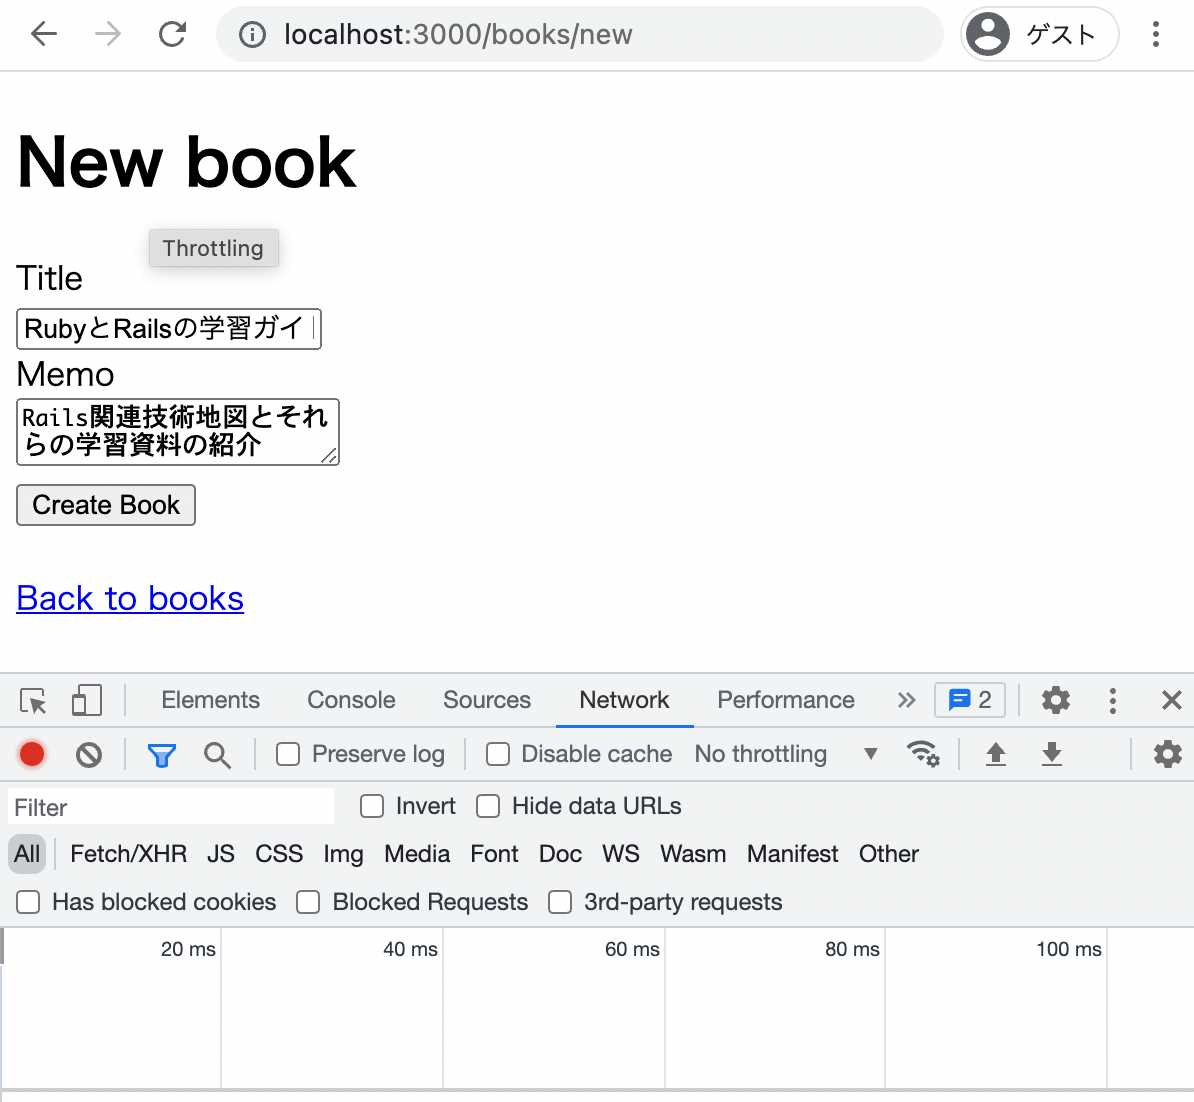 localhost:3000/books/new
ゲスト
New book
Throttling
Title
RubyとRailsの学習ガイ
Memo
Rails関連技術地図とそれ
らの学習資料の紹介
Create Book
Back to books
Elements Console Sources Network Performance 2
Preserve log Disable cache No throttling
Filter Invert Hide data URLs
All Fetch/XHR JS CSS Img Media Font Doc WS Wasm Manifest Other
Has blocked cookies Blocked Requests 3rd-party requests
20 ms 40 ms 60 ms 80 ms 100 ms